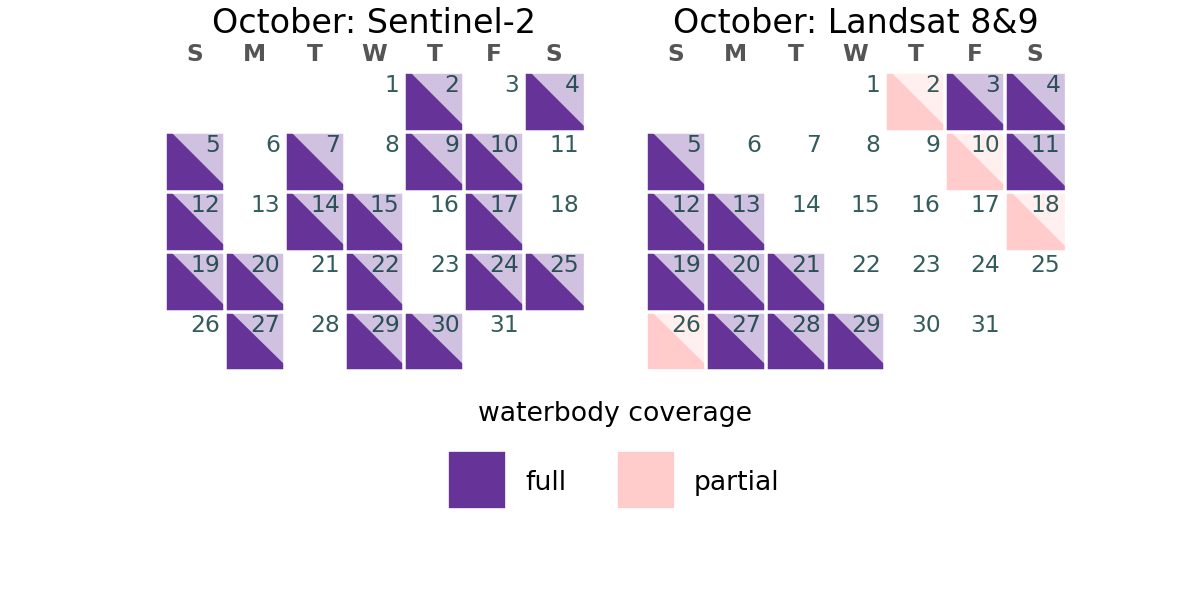 October: Sentinel-2
S M T W T F S
1 2 3 4
5 6 7 8 9 10 11
12 13 14 15 16 17 18
19 20 21 22 23 24 25
26 27 28 29 30 31
October: Landsat 8&9
S M T W T F S
1 2 3 4
5 6 7 8 9 10 11
12 13 14 15 16 17 18
19 20 21 22 23 24 25
26 27 28 29 30 31
waterbody coverage
full partial